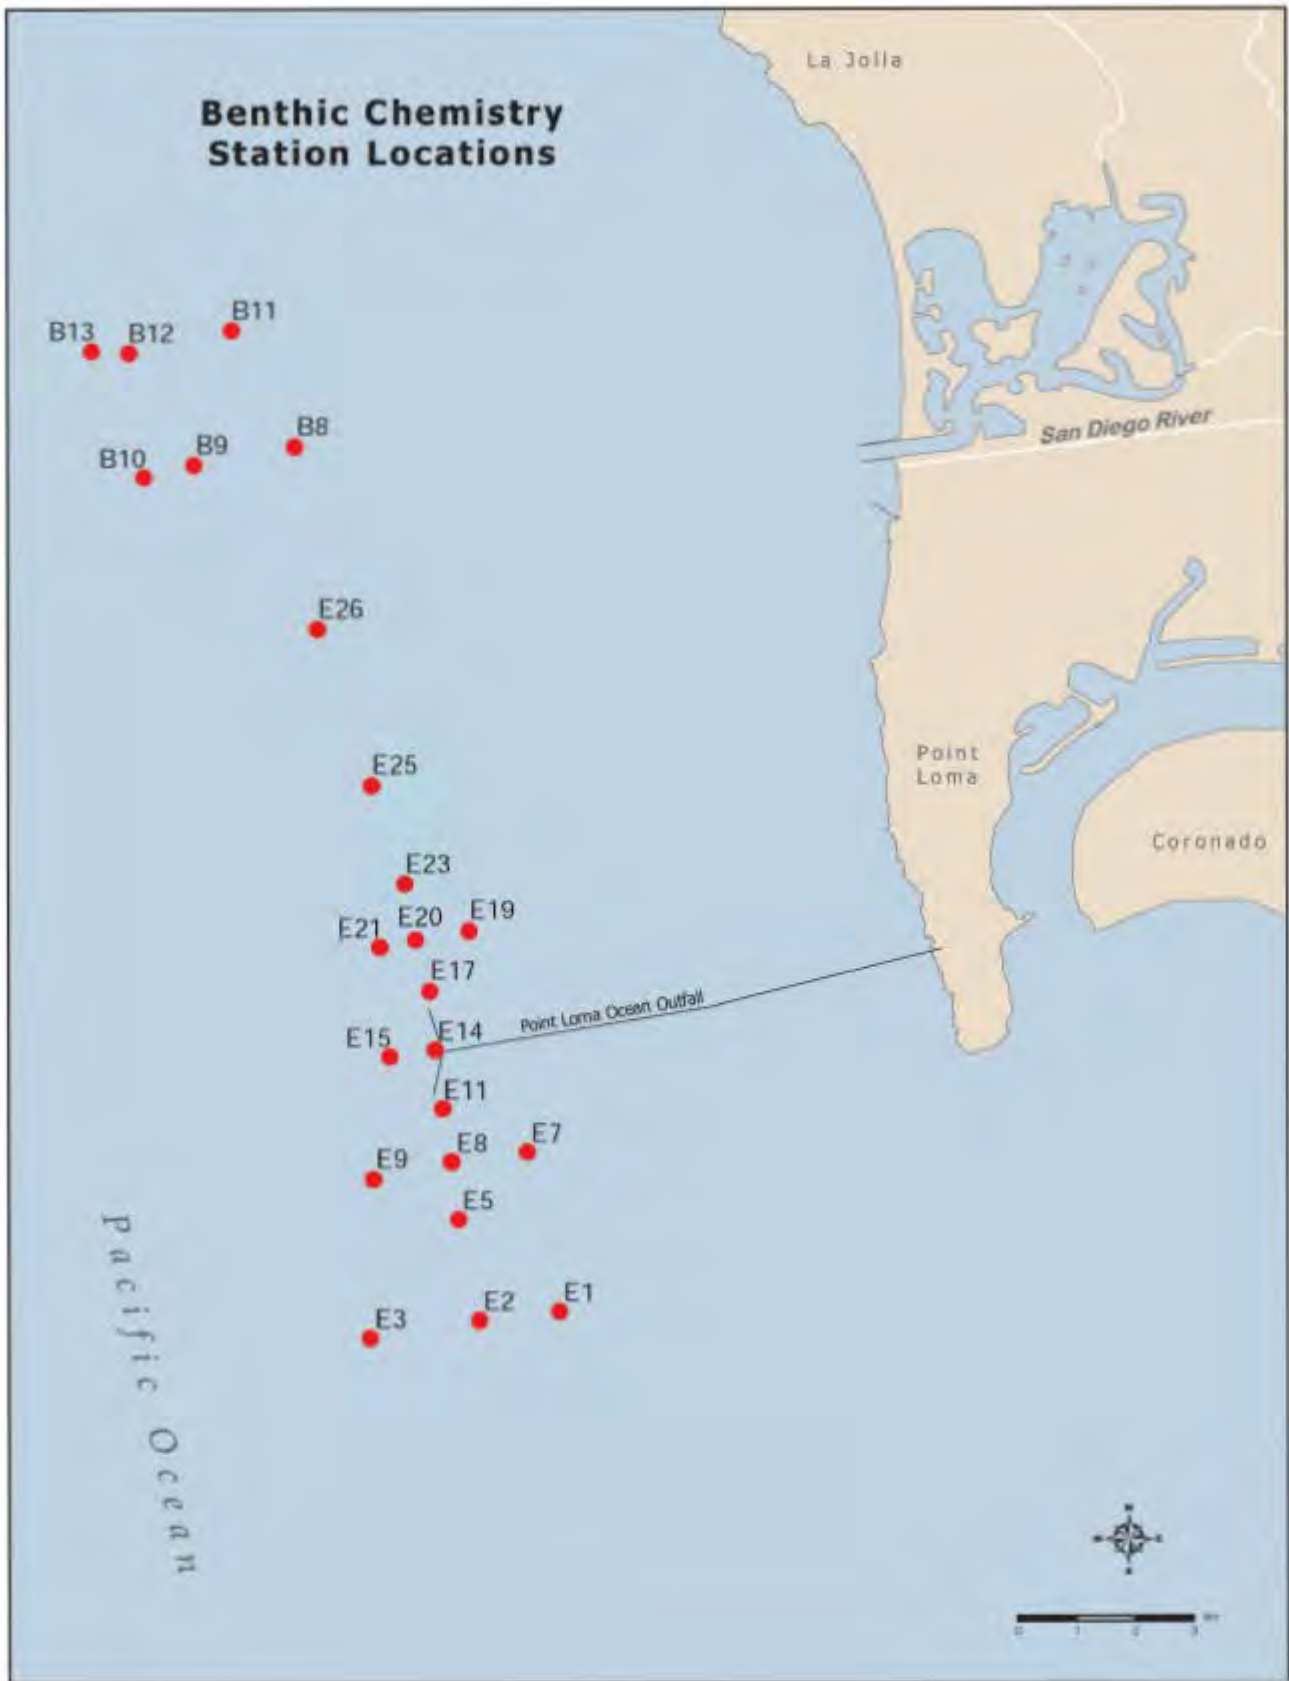 La Jolla
Benthic Chemistry
Station Locations
B11
B13
B12
B8
San Diego River
B9
B10
E26
E25
Point
Loma
Coronado
E23
E19
E20
E21
E17
Point Loma Ocean Outfall
E14
E15
E11
E7
E8
E9
E5
E1
E2
E3
Pacific Ocean
N
0 1 2 3